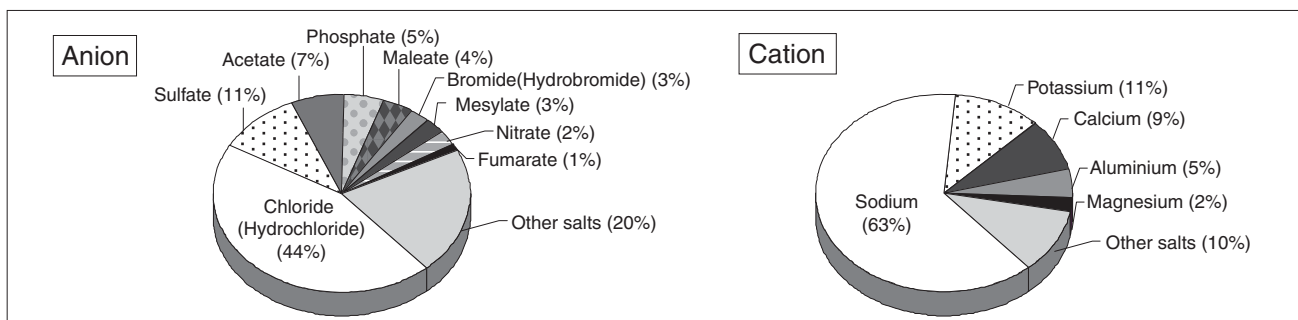 Anion
Phosphate (5%)
Acetate (7%)
Maleate (4%)
Sulfate (11%)
Bromide(Hydrobromide) (3%)
Mesylate (3%)
Nitrate (2%)
Fumarate (1%)
Chloride
(Hydrochloride)
(44%)
Other salts (20%)
Cation
Potassium (11%)
Calcium (9%)
Aluminium (5%)
Magnesium (2%)
Sodium
(63%)
Other salts (10%)